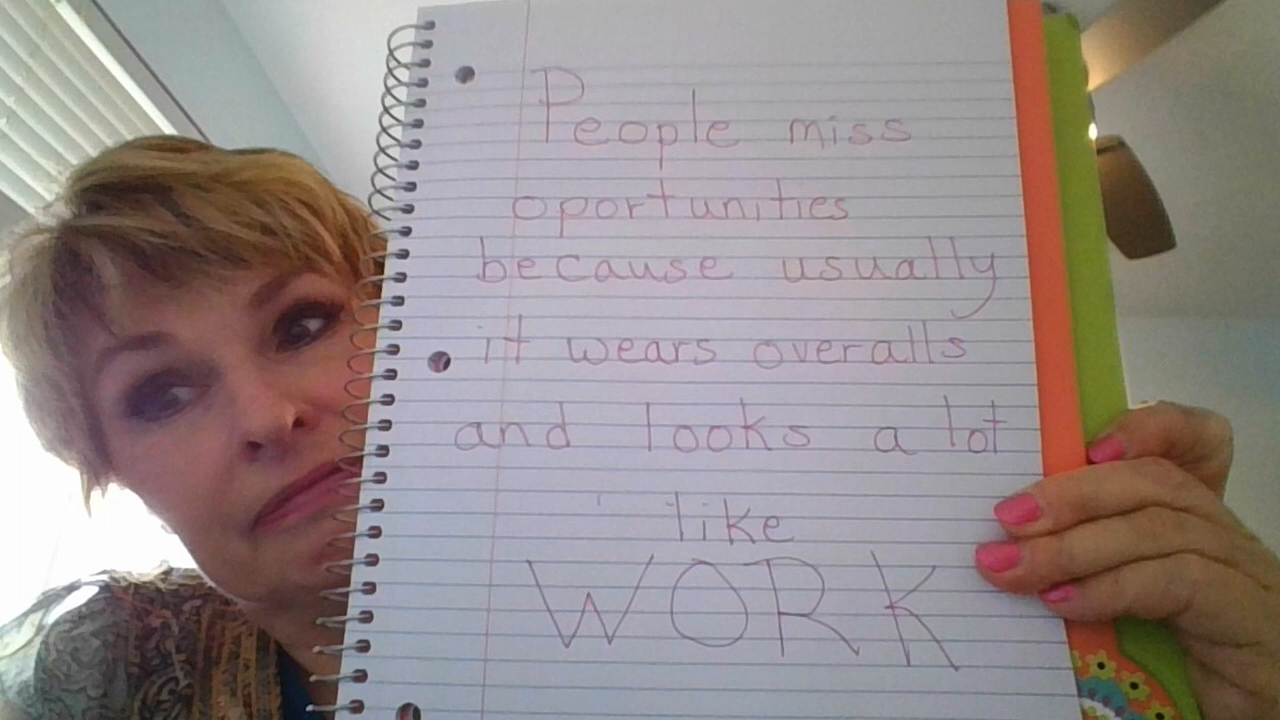 People miss
oportunities
because usually
it wears overalls
and looks a lot
like
WORK